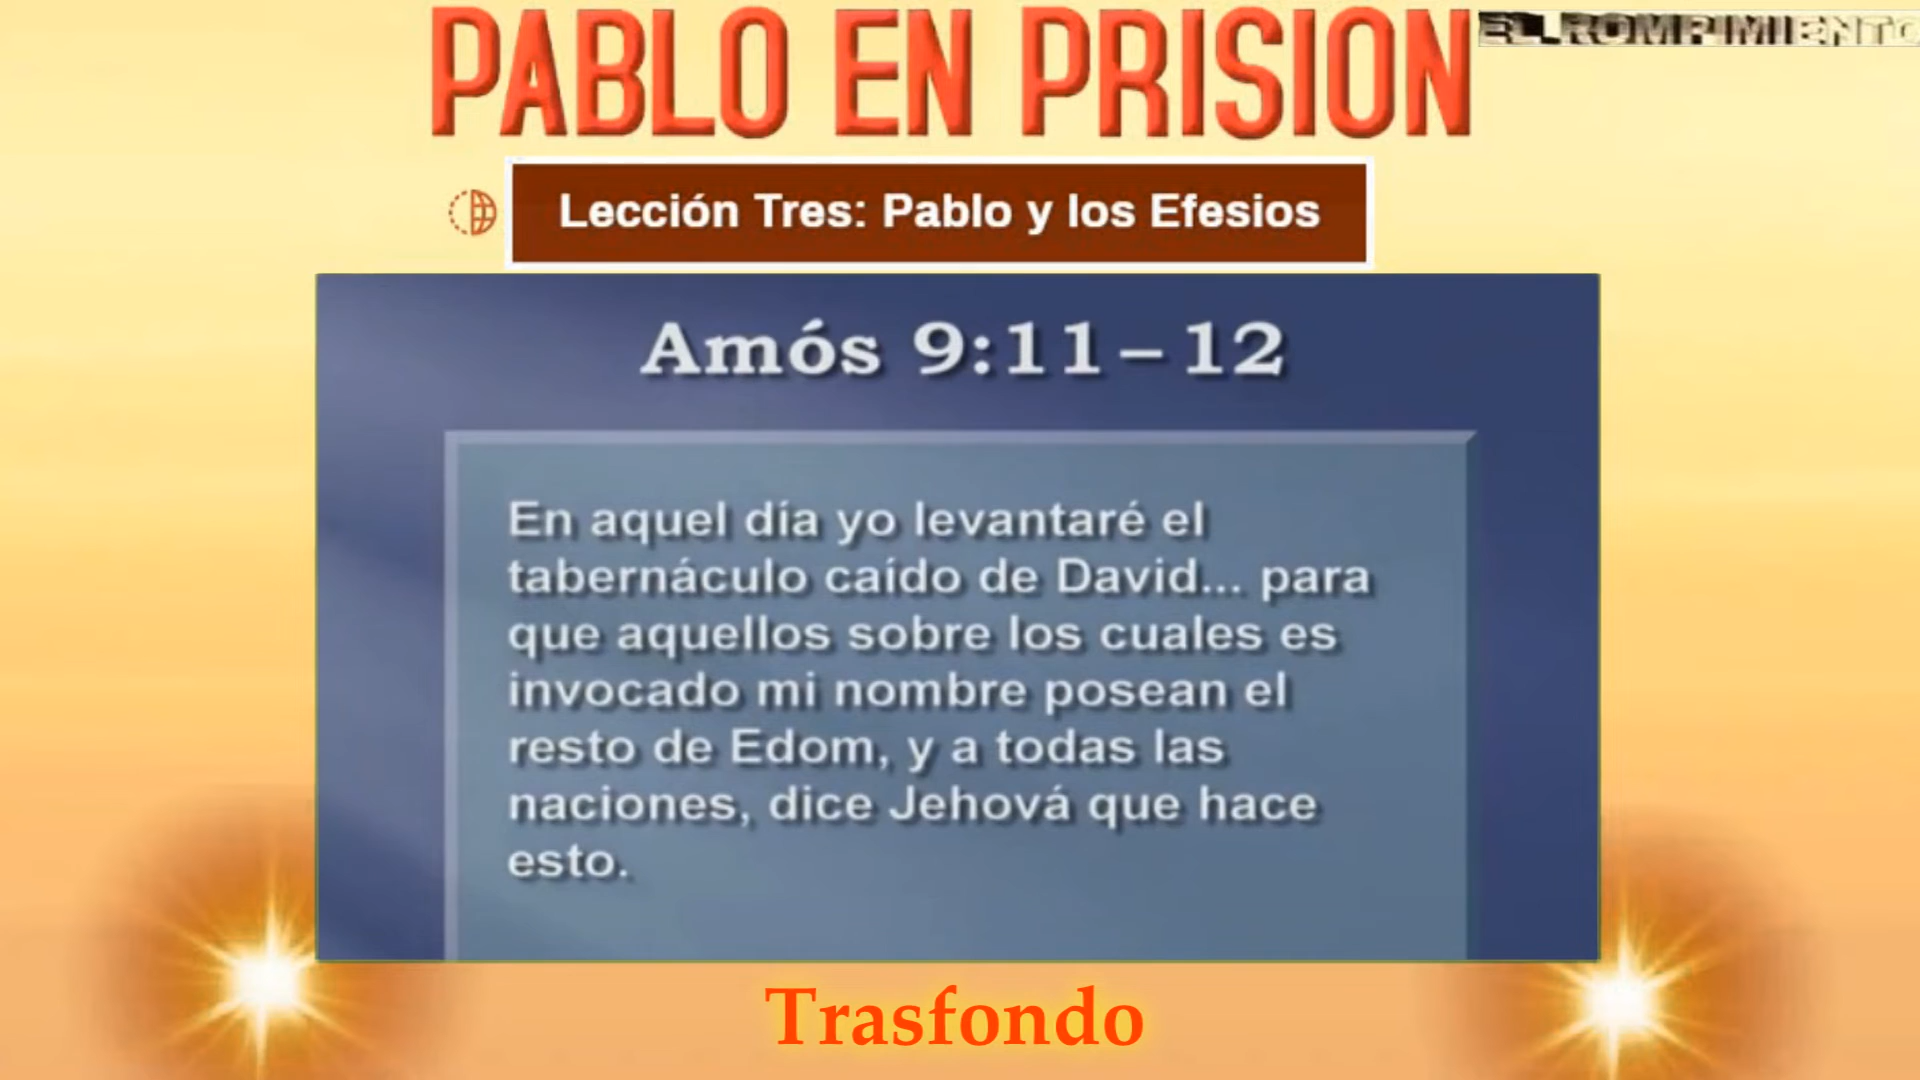 PABLO EN PRISION
EL ROMPIMIENTO
Lección Tres: Pablo y los Efesios
Amós 9:11–12
En aquel día yo levantaré el
tabernáculo caído de David... para
que aquellos sobre los cuales es
invocado mi nombre posean el
resto de Edom, y a todas las
naciones, dice Jehová que hace
esto.
Trasfondo